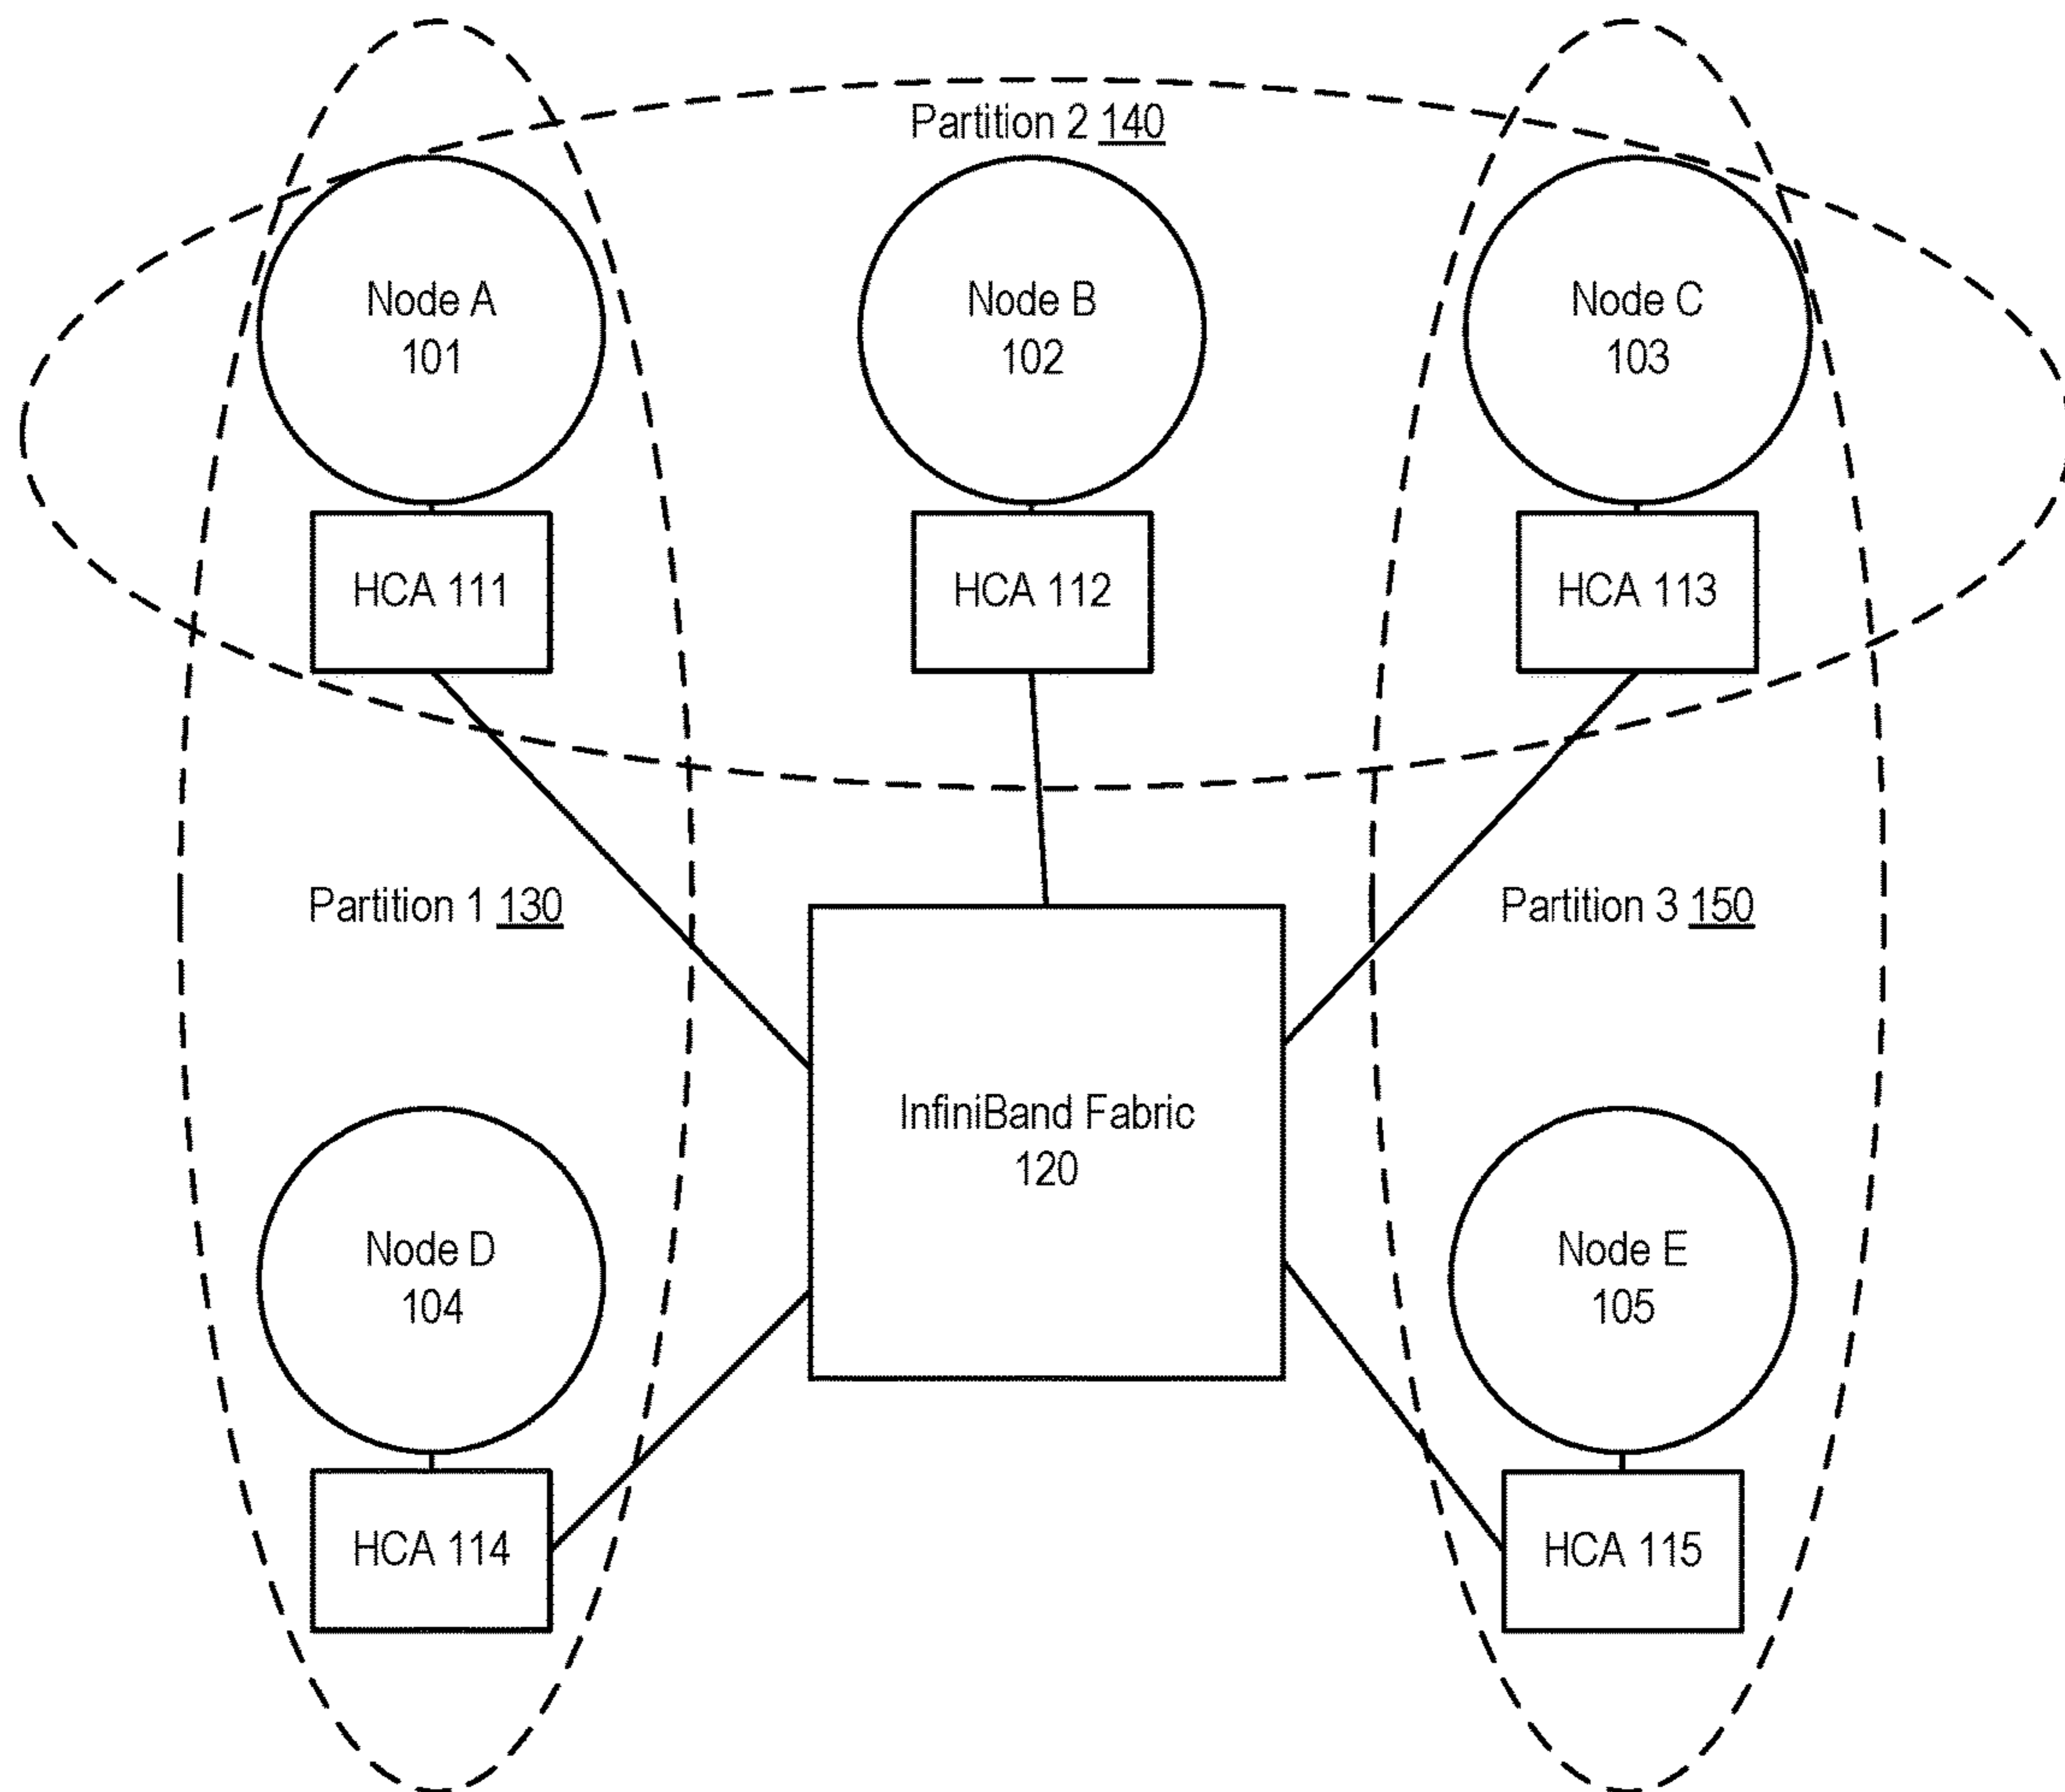 Partition 2 140
Node A
101
Node B
102
Node C
103
HCA 111
HCA 112
HCA 113
Partition 1 130
Partition 3 150
InfiniBand Fabric
120
Node D
104
Node E
105
HCA 114
HCA 115